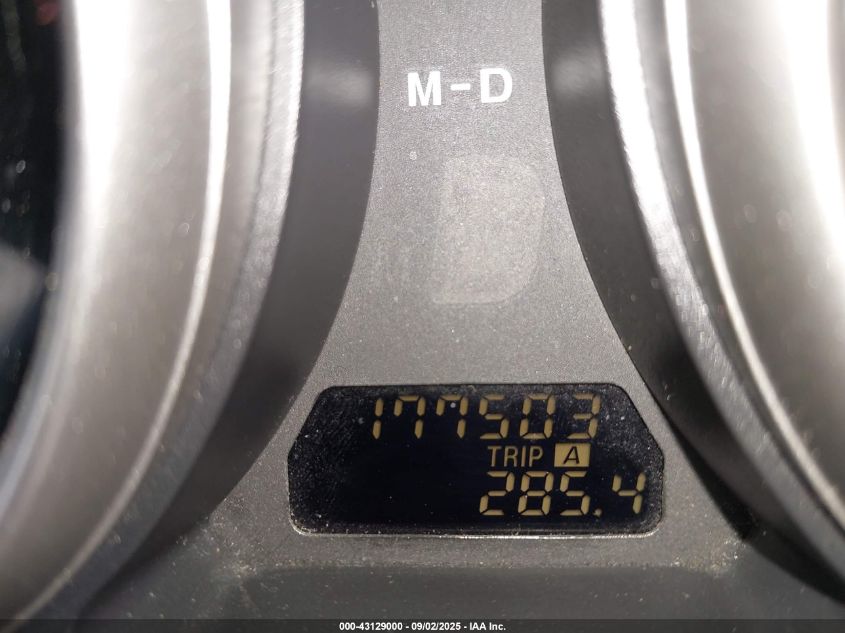 M-D
D
177503
TRIP A
285.4
000-43129000 - 09/02/2025 - IAA Inc.